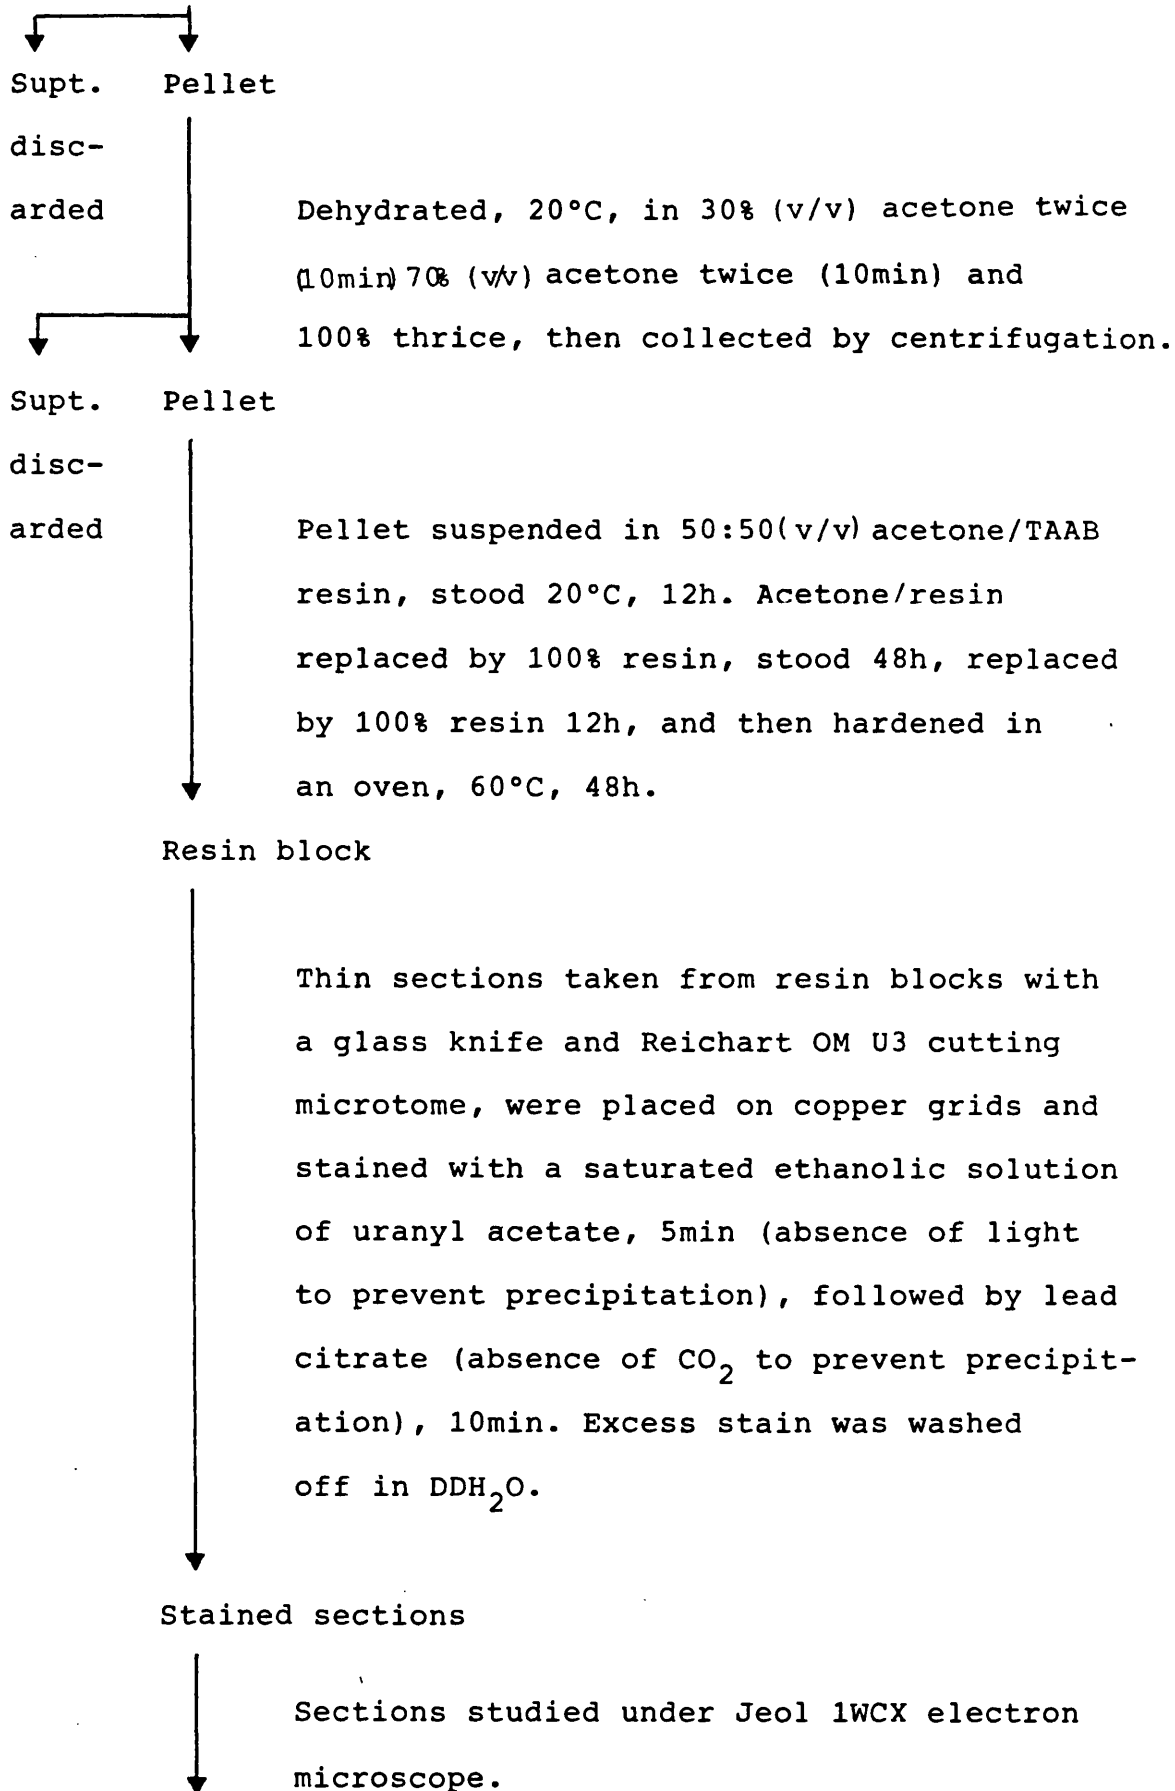 Supt. Pellet
disc-
arded Dehydrated, 20°C, in 30% (v/v) acetone twice
(10min) 70% (v/v) acetone twice (10min) and
100% thrice, then collected by centrifugation.
Supt. Pellet
disc-
arded Pellet suspended in 50:50(v/v) acetone/TAAB
resin, stood 20°C, 12h. Acetone/resin
replaced by 100% resin, stood 48h, replaced
by 100% resin 12h, and then hardened in
an oven, 60°C, 48h.
Resin block
Thin sections taken from resin blocks with
a glass knife and Reichart OM U3 cutting
microtome, were placed on copper grids and
stained with a saturated ethanolic solution
of uranyl acetate, 5min (absence of light
to prevent precipitation), followed by lead
citrate (absence of CO₂ to prevent precipit-
ation), 10min. Excess stain was washed
off in DDH₂O.
Stained sections
Sections studied under Jeol 1WCX electron
microscope.